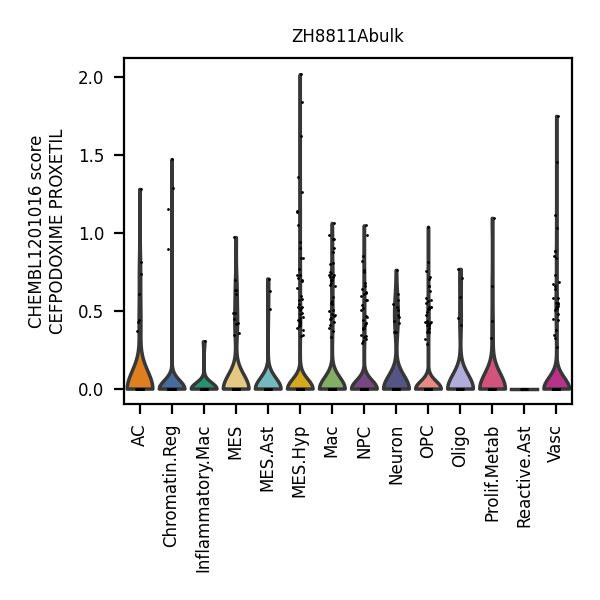 ZH8811Abulk
CHEMBL1201016 score
CEFPODOXIME PROXETIL
2.0
1.5
1.0
0.5
0.0
AC
Chromatin.Reg
Inflammatory.Mac
MES
MES.Ast
MES.Hyp
Mac
NPC
Neuron
OPC
Oligo
Prolif.Metab
Reactive.Ast
Vasc